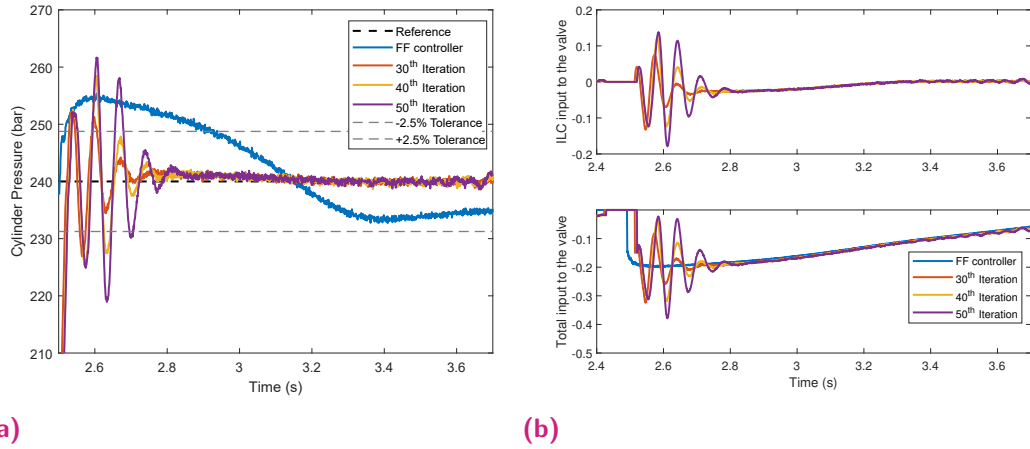 270
260
250
240
230
220
210
2.6
2.8
3
3.2
3.4
3.6
Cylinder Pressure (bar)
Time (s)
Reference
FF controller
30th Iteration
40th Iteration
50th Iteration
-2.5% Tolerance
+2.5% Tolerance
a)
0.2
0.1
0
-0.1
-0.2
2.4
2.6
2.8
3
3.2
3.4
3.6
ILC input to the valve
-0.1
-0.2
-0.3
-0.4
-0.5
2.4
2.6
2.8
3
3.2
3.4
3.6
Total input to the valve
Time (s)
FF controller
30th Iteration
40th Iteration
50th Iteration
(b)